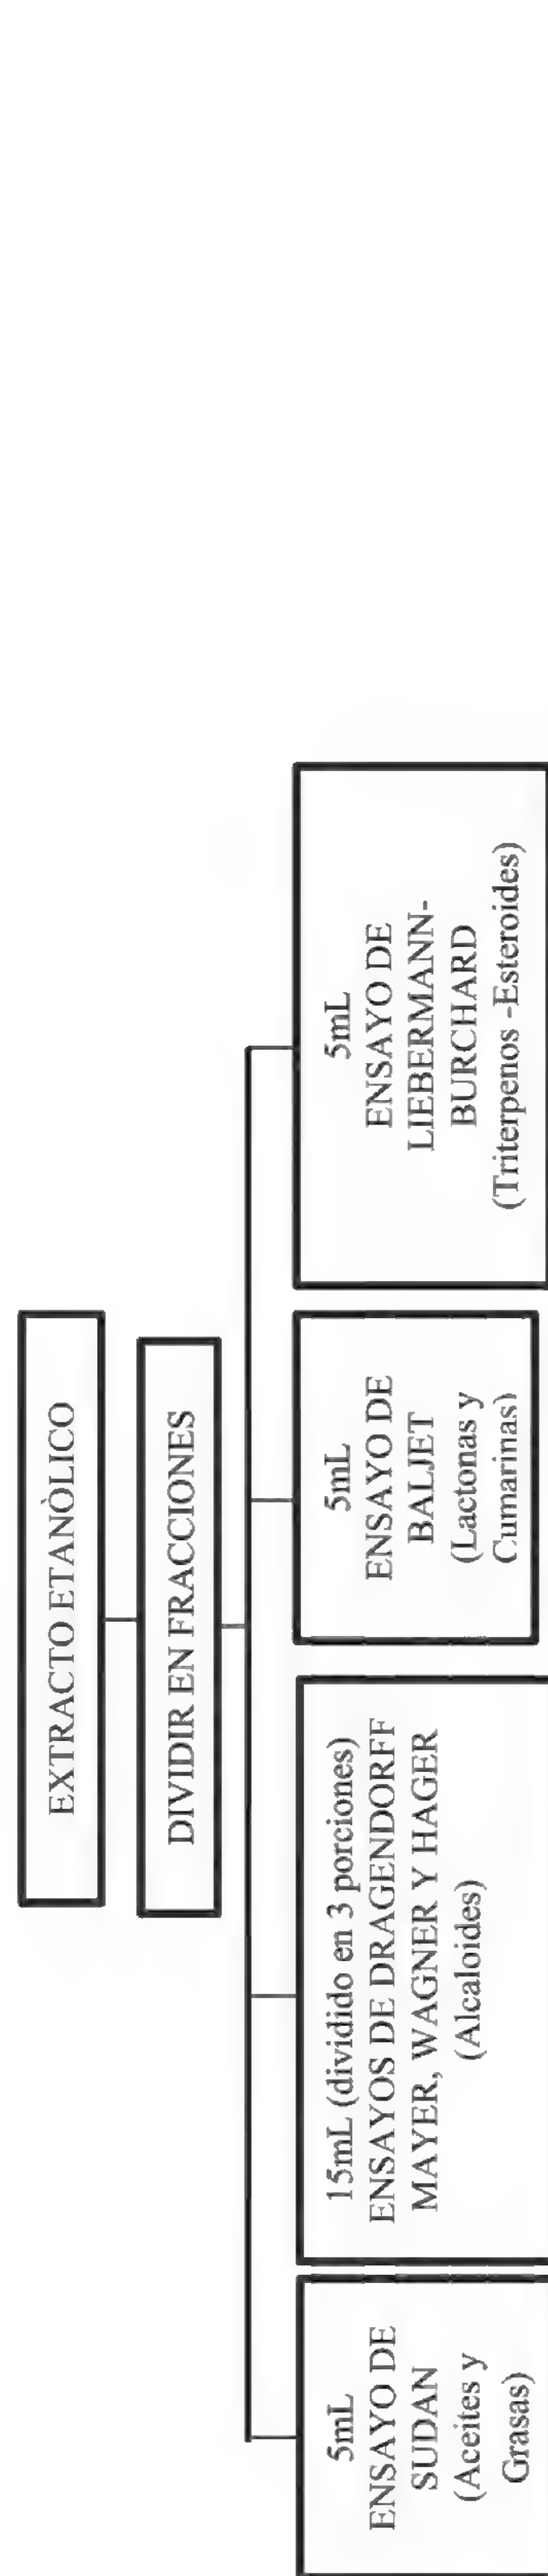 EXTRACTO ETANÒLICO
DIVIDIR EN FRACCIONES
5mL
ENSAYO DE
SUDAN
(Aceites y
Grasas)
15mL (dividido en 3 porciones)
ENSAYOS DE DRAGENDORFF
MAYER, WAGNER Y HAGER
(Alcaloides)
5mL
ENSAYO DE
BALJET
(Lactonas y
Cumarinas)
5mL
ENSAYO DE
LIEBERMANN-
BURCHARD
(Triterpenos -Esteroides)